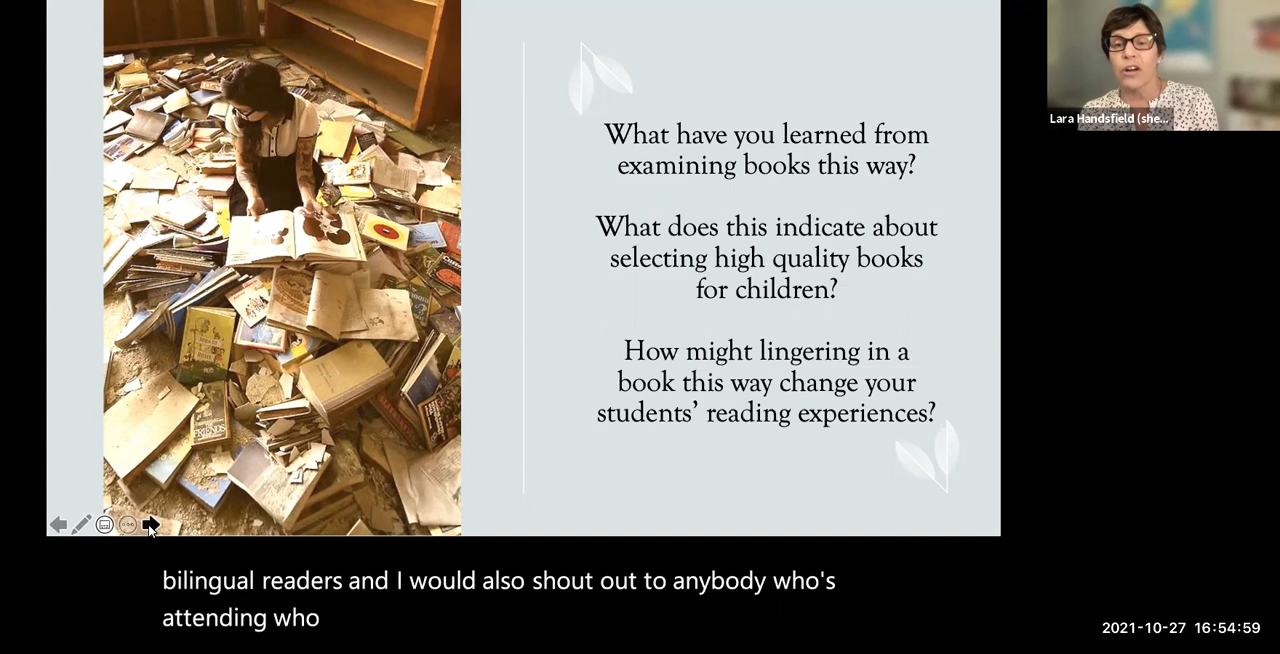 What have you learned from
examining books this way?
What does this indicate about
selecting high quality books
for children?
How might lingering in a
book this way change your
students' reading experiences?
Lara Handsfield (she...
bilingual readers and I would also shout out to anybody who's
attending who
2021-10-27 16:54:59
FRIENDS